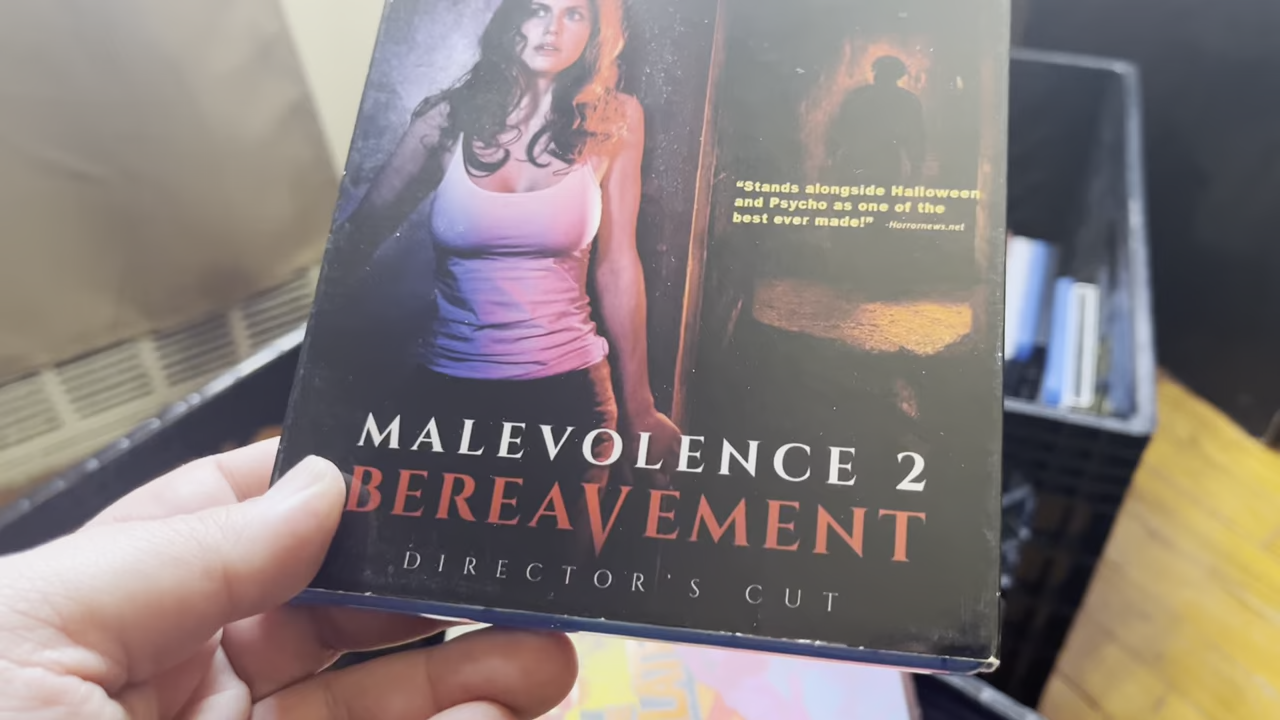 “Stands alongside Halloween
and Psycho as one of the
best ever made!” -Horrornews.net
MALEVOLENCE 2
BEREAVEMENT
DIRECTOR'S CUT